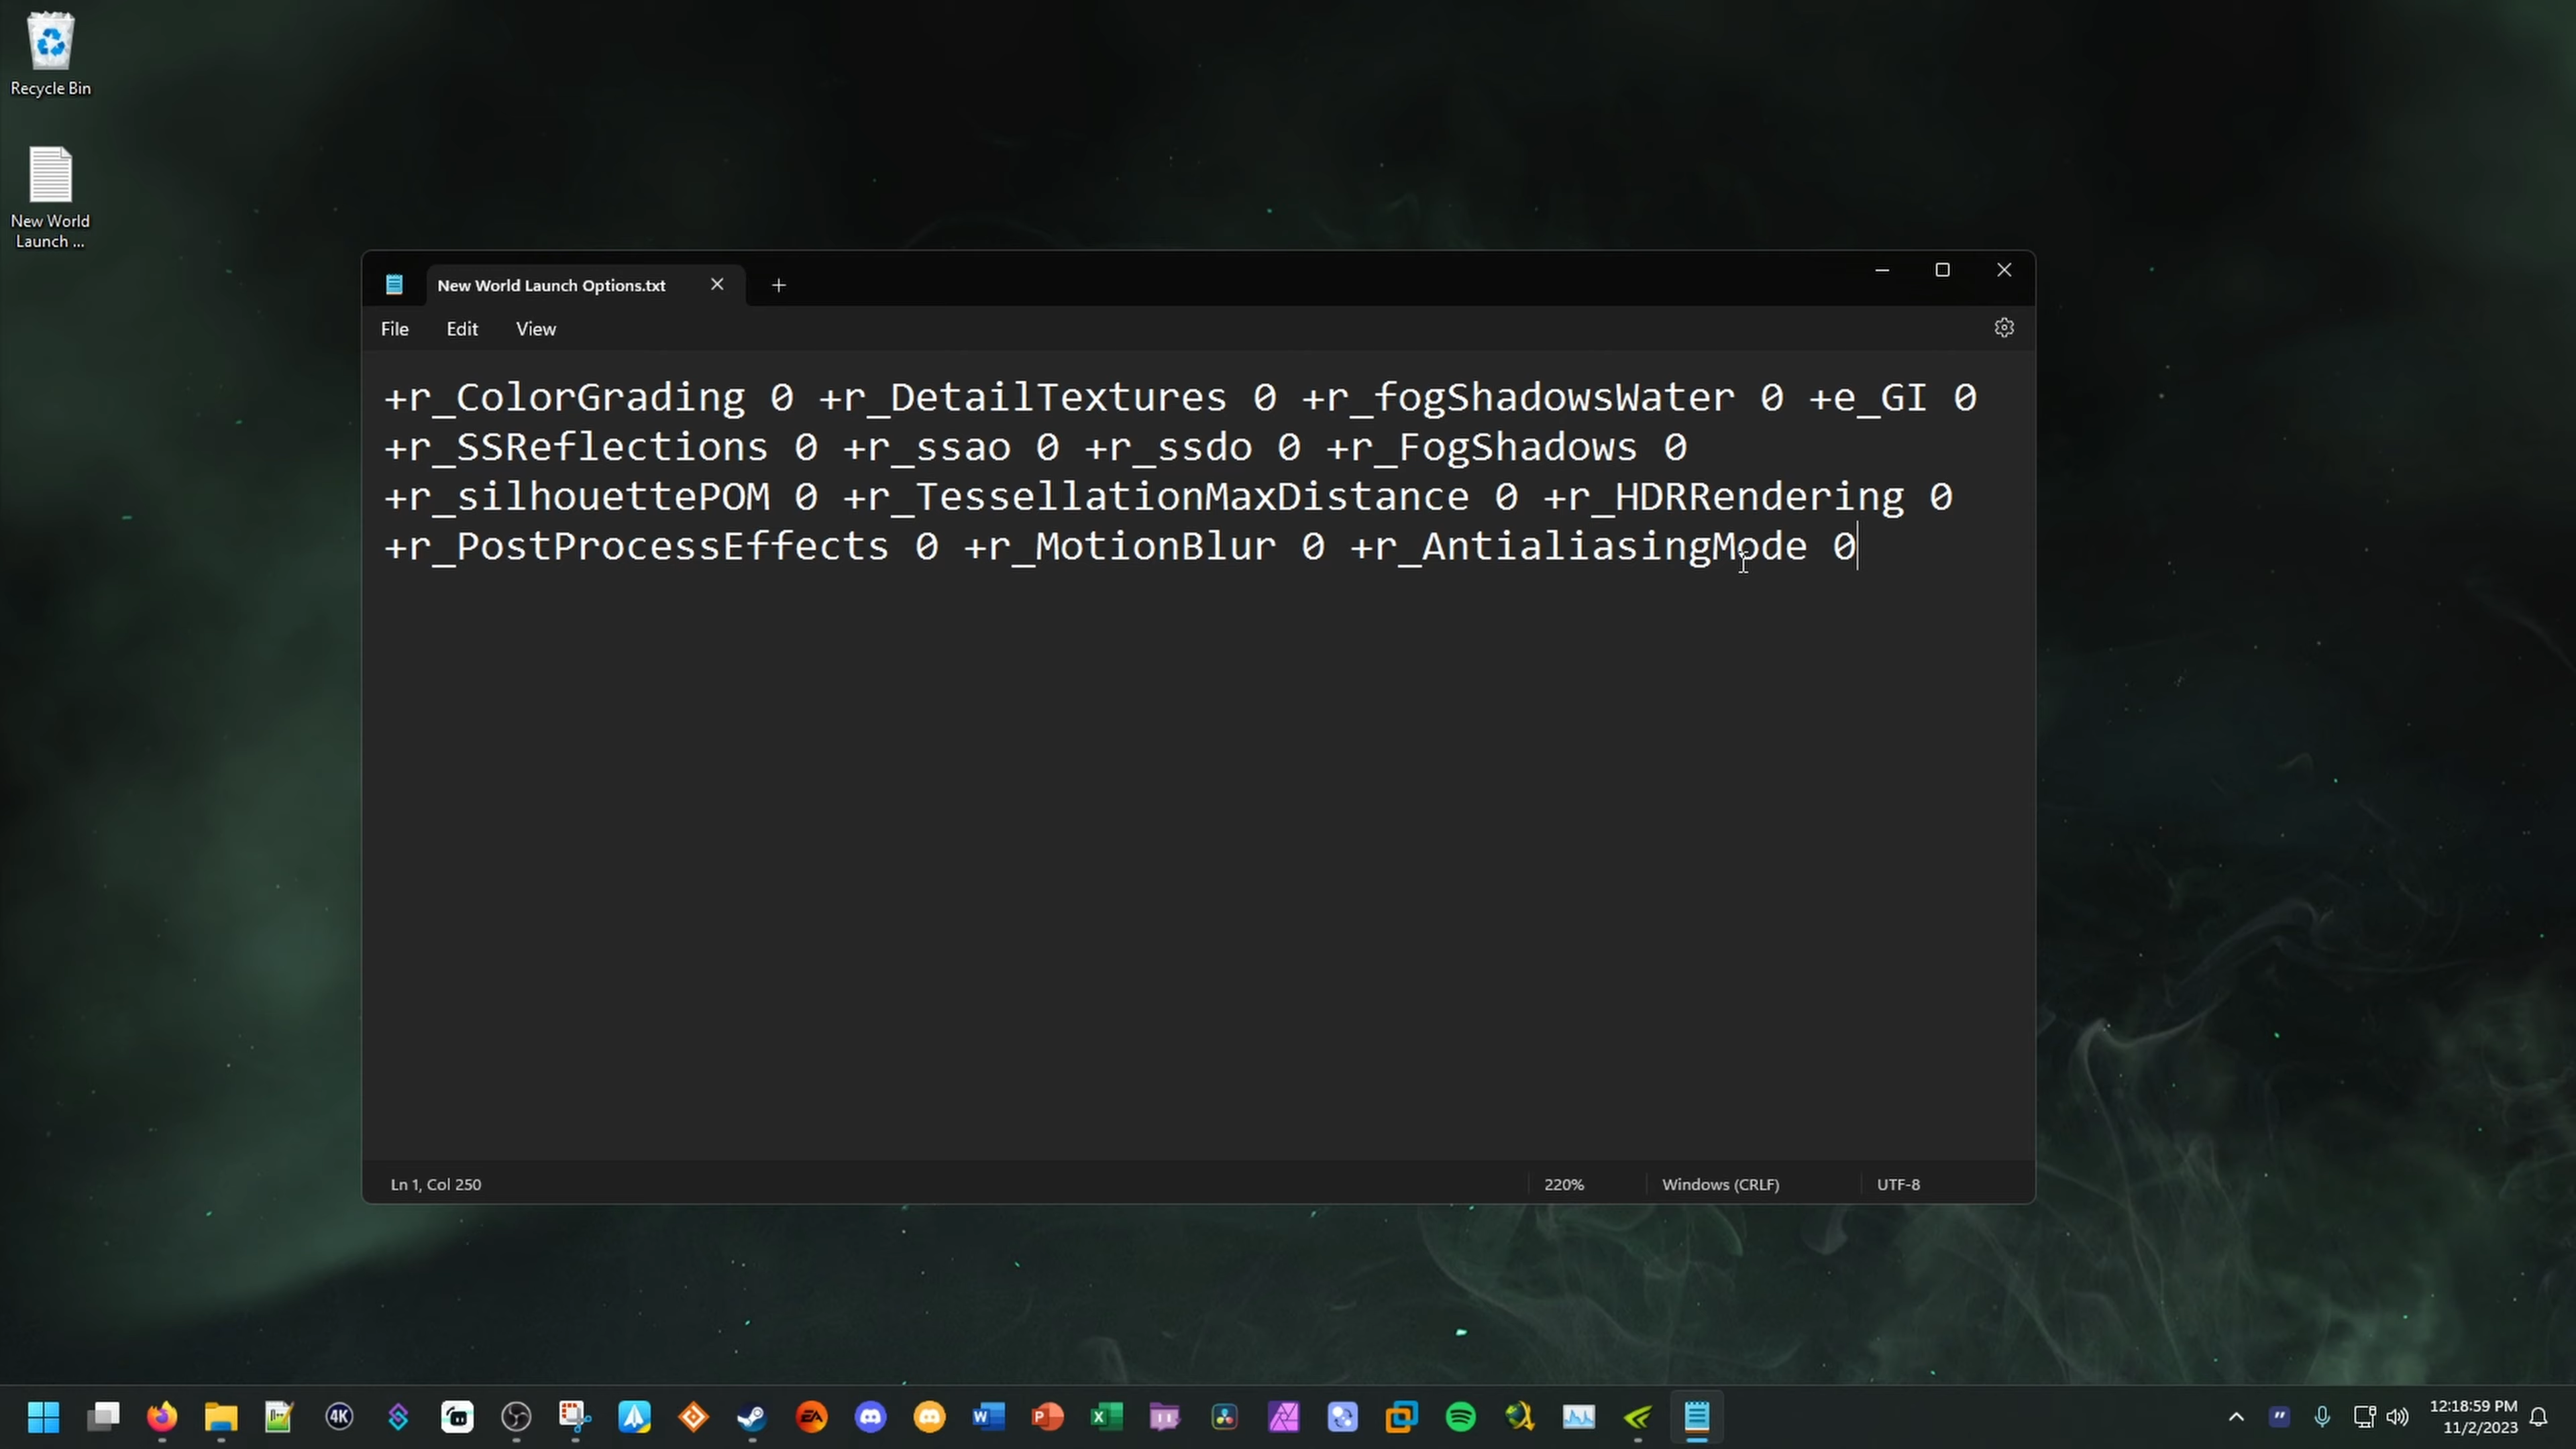 Recycle Bin
New World
Launch ...
New World Launch Options.txt
File Edit View
+r_ColorGrading 0 +r_DetailTextures 0 +r_fogShadowsWater 0 +e_GI 0
+r_SSReflections 0 +r_ssao 0 +r_ssdo 0 +r_FogShadows 0
+r_silhouettePOM 0 +r_TessellationMaxDistance 0 +r_HDRRendering 0
+r_PostProcessEffects 0 +r_MotionBlur 0 +r_AntialiasingMode 0
Ln 1, Col 250 220% Windows (CRLF) UTF-8
4K EA W P X
12:18:59 PM
11/2/2023